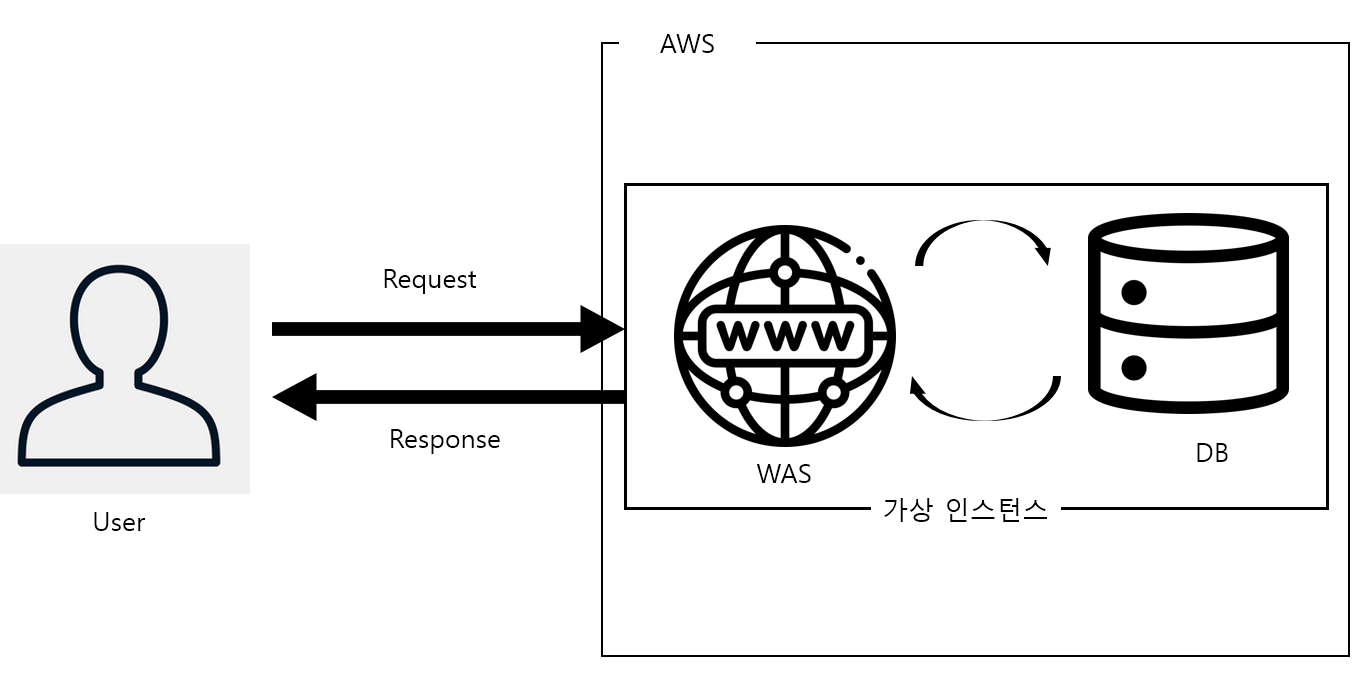 AWS
Request
WWW
Response
WAS
DB
가상 인스턴스
User